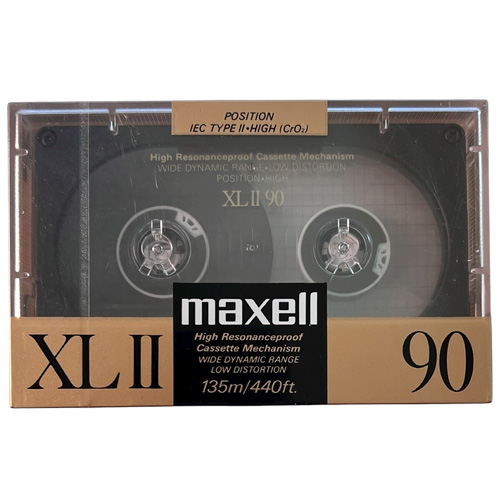 POSITION
IEC TYPE II•HIGH (CrO₂)
High Resonanceproof Cassette Mechanism
WIDE DYNAMIC RANGE•LOW DISTORTION
POSITION•HIGH
XL II 90
maxell
High Resonanceproof
Cassette Mechanism
WIDE DYNAMIC RANGE
LOW DISTORTION
135m/440ft.
XL II
90